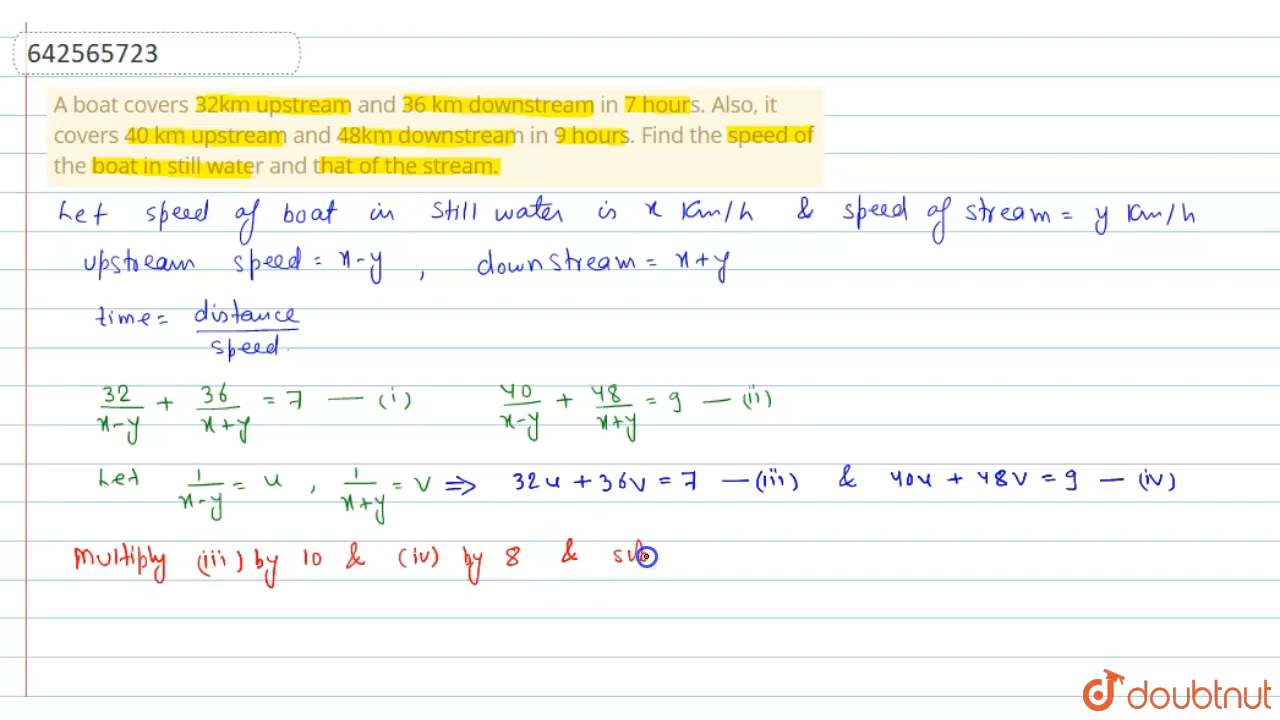 642565723
A boat covers 32km upstream and 36 km downstream in 7 hours. Also, it
covers 40 km upstream and 48km downstream in 9 hours. Find the speed of
the boat in still water and that of the stream.
Let speed of boat in still water is x Km/h & speed of stream = y Km/h
upstream speed = x-y , downstream = x+y
time = distance/speed
32/(x-y) + 36/(x+y) = 7 — (i) 40/(x-y) + 48/(x+y) = 9 — (ii)
Let 1/(x-y) = u , 1/(x+y) = v ⇒ 32u + 36v = 7 — (iii) & 40u + 48v = 9 — (iv)
Multiply (iii) by 10 & (iv) by 8 & sub
doubtnut